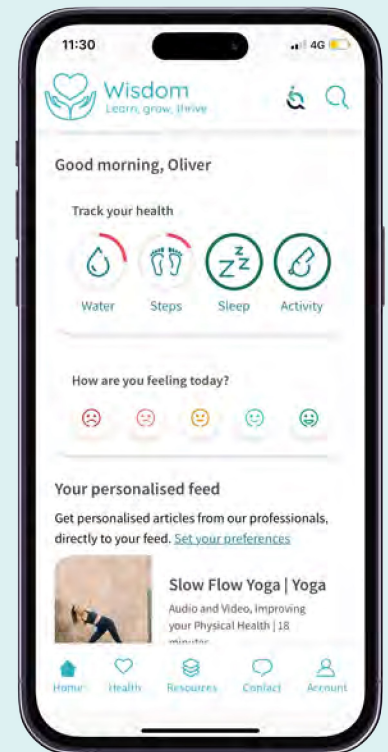 11:30
4G
Wisdom
Learn, grow, thrive
Good morning, Oliver
Track your health
Water Steps Sleep Activity
How are you feeling today?
Your personalised feed
Get personalised articles from our professionals,
directly to your feed. Set your preferences
Slow Flow Yoga | Yoga
Audio and Video, Improving
your Physical Health | 18
minutes
Home Health Resources Contact Account